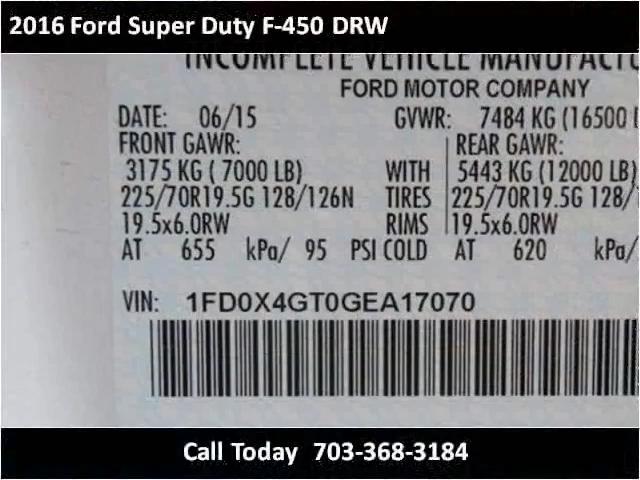 2016 Ford Super Duty F-450 DRW
INCOMPLETE VEHICLE MANUFACTU
FORD MOTOR COMPANY
DATE: 06/15 GVWR: 7484 KG (16500 L
FRONT GAWR: REAR GAWR:
3175 KG ( 7000 LB) WITH 5443 KG (12000 LB)
225/70R19.5G 128/126N TIRES 225/70R19.5G 128/
19.5x6.0RW RIMS 19.5x6.0RW
AT 655 kPa/ 95 PSI COLD AT 620 kPa/
VIN: 1FD0X4GT0GEA17070
Call Today 703-368-3184